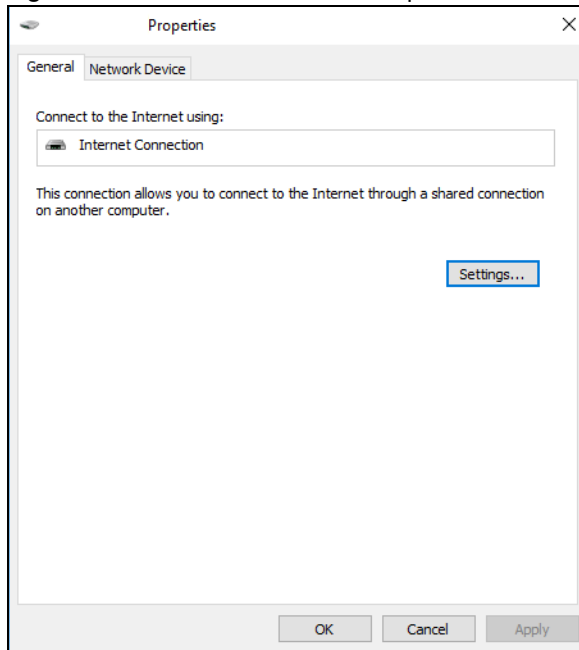 Properties
General Network Device
Connect to the Internet using:
Internet Connection
This connection allows you to connect to the Internet through a shared connection
on another computer.
Settings...
OK Cancel Apply